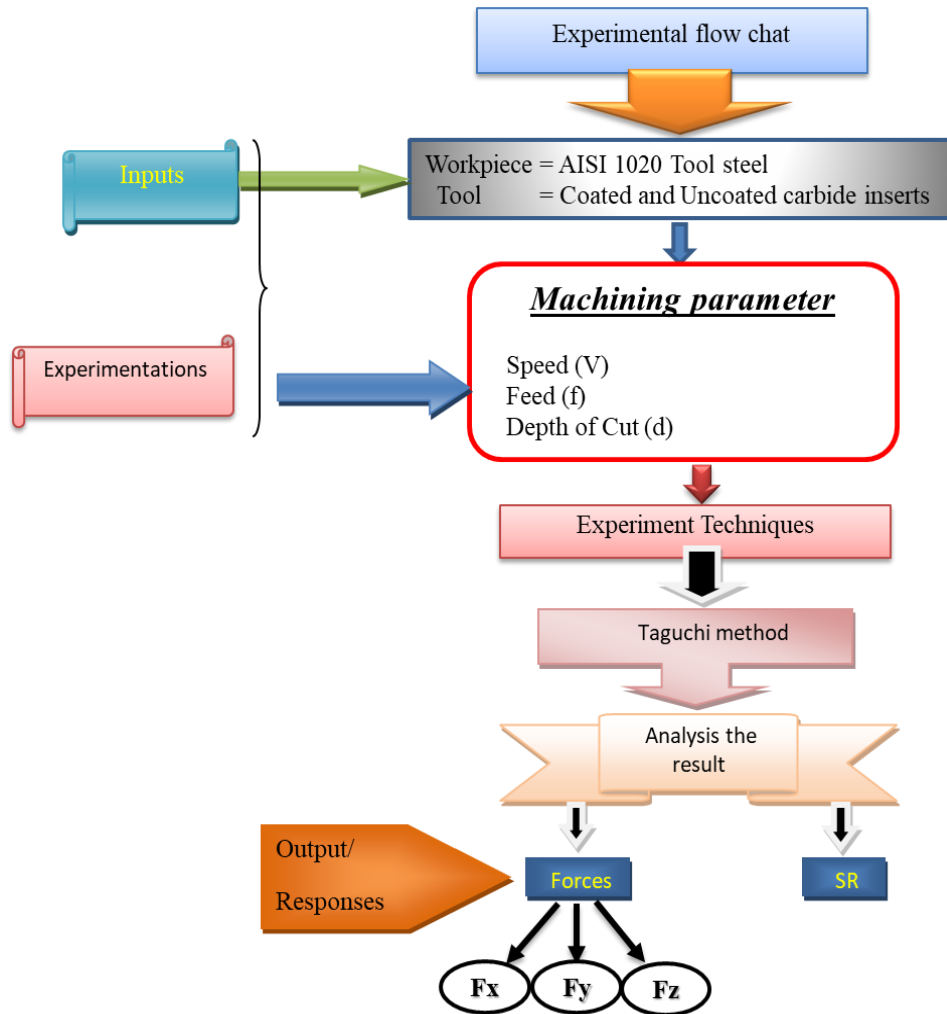 Experimental flow chat
Inputs
Workpiece = AISI 1020 Tool steel
Tool = Coated and Uncoated carbide inserts
Machining parameter
Experimentations
Speed (V)
Feed (f)
Depth of Cut (d)
Experiment Techniques
Taguchi method
Analysis the
result
Output/
Responses
Forces
SR
Fx
Fy
Fz